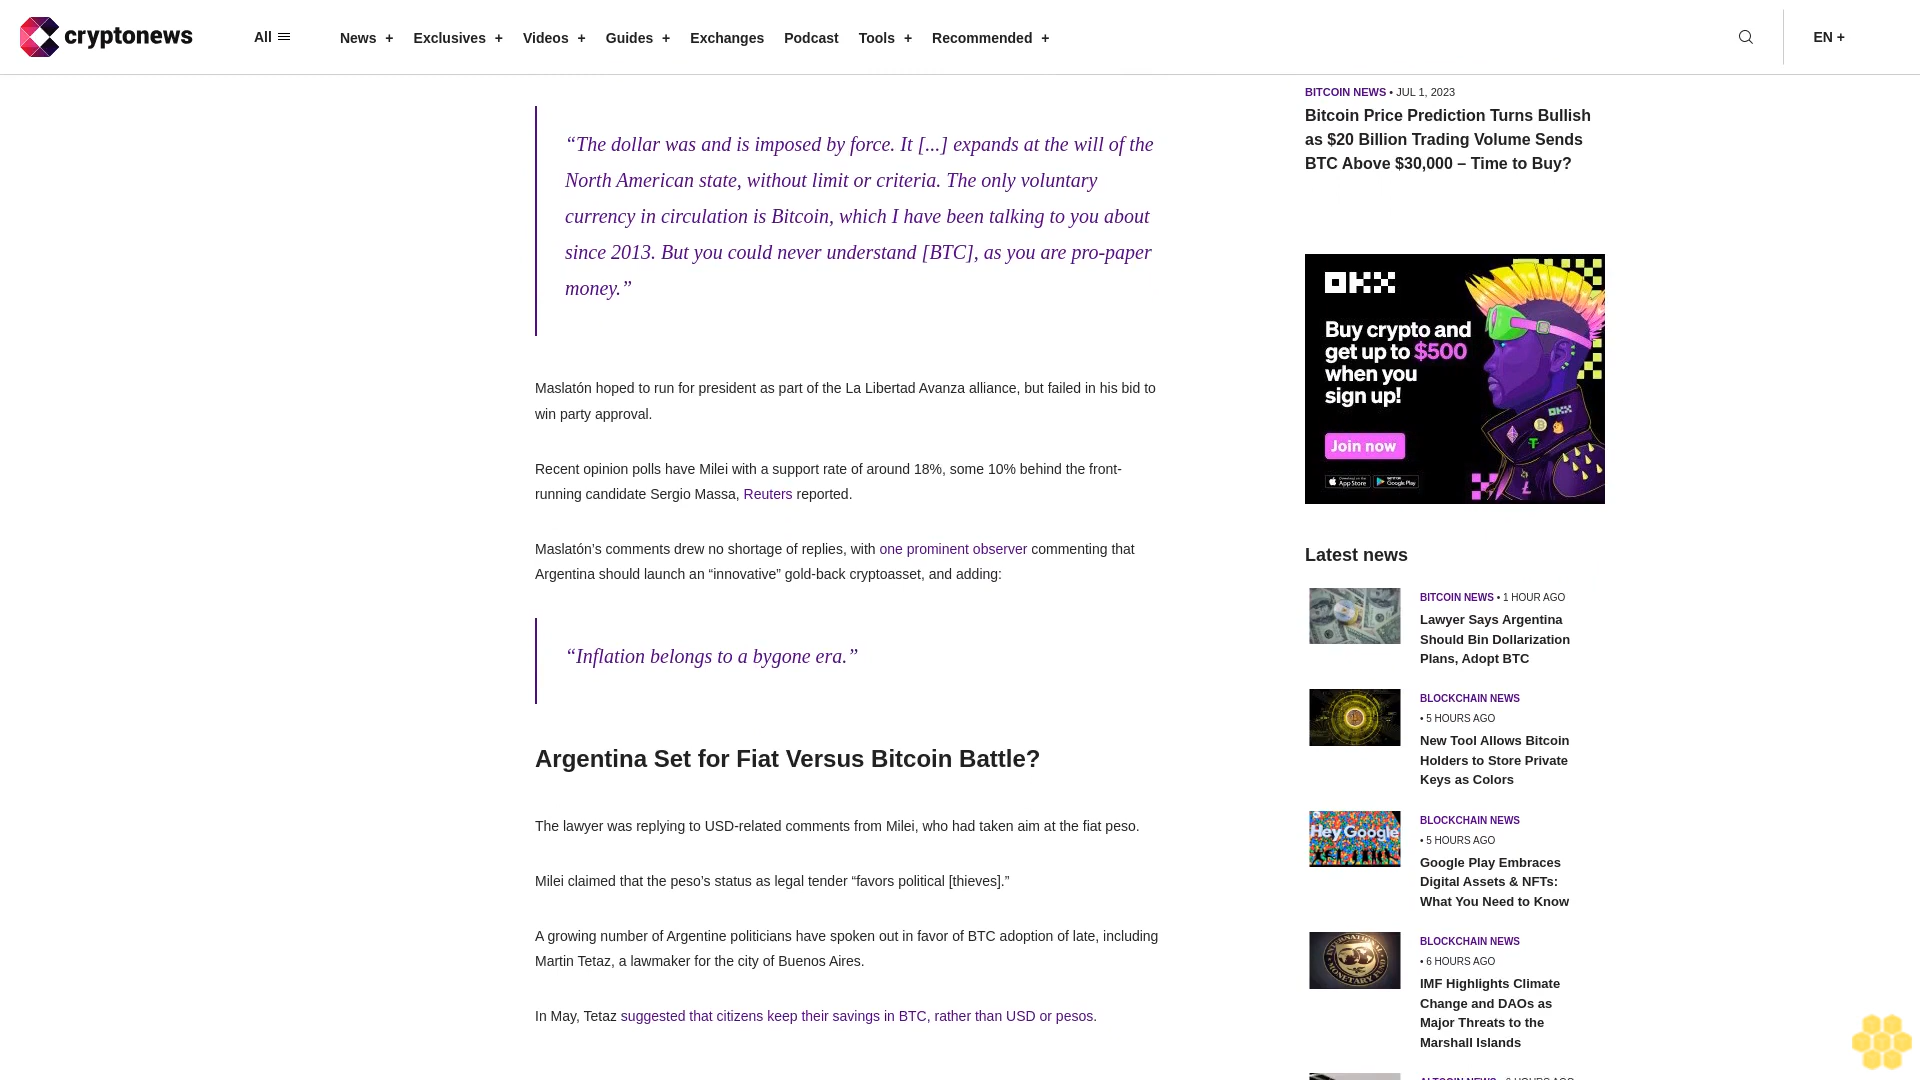 cryptonews
All
News +
Exclusives +
Videos +
Guides +
Exchanges
Podcast
Tools +
Recommended +
EN +
“The dollar was and is imposed by force. It [...] expands at the will of the
North American state, without limit or criteria. The only voluntary
currency in circulation is Bitcoin, which I have been talking to you about
since 2013. But you could never understand [BTC], as you are pro-paper
money.”
Maslatón hoped to run for president as part of the La Libertad Avanza alliance, but failed in his bid to
win party approval.
Recent opinion polls have Milei with a support rate of around 18%, some 10% behind the front-
running candidate Sergio Massa, Reuters reported.
Maslatón’s comments drew no shortage of replies, with one prominent observer commenting that
Argentina should launch an “innovative” gold-back cryptoasset, and adding:
“Inflation belongs to a bygone era.”
Argentina Set for Fiat Versus Bitcoin Battle?
The lawyer was replying to USD-related comments from Milei, who had taken aim at the fiat peso.
Milei claimed that the peso’s status as legal tender “favors political [thieves].”
A growing number of Argentine politicians have spoken out in favor of BTC adoption of late, including
Martin Tetaz, a lawmaker for the city of Buenos Aires.
In May, Tetaz suggested that citizens keep their savings in BTC, rather than USD or pesos.
BITCOIN NEWS • JUL 1, 2023
Bitcoin Price Prediction Turns Bullish
as $20 Billion Trading Volume Sends
BTC Above $30,000 – Time to Buy?
OKX
Buy crypto and
get up to $500
when you
sign up!
Join now
App Store
Google Play
OKX
Latest news
BITCOIN NEWS • 1 HOUR AGO
Lawyer Says Argentina
Should Bin Dollarization
Plans, Adopt BTC
BLOCKCHAIN NEWS
• 5 HOURS AGO
New Tool Allows Bitcoin
Holders to Store Private
Keys as Colors
Hey Google
BLOCKCHAIN NEWS
• 5 HOURS AGO
Google Play Embraces
Digital Assets & NFTs:
What You Need to Know
INTERNATIONAL
MONETARY FUND
BLOCKCHAIN NEWS
• 6 HOURS AGO
IMF Highlights Climate
Change and DAOs as
Major Threats to the
Marshall Islands
ALTCOIN NEWS • 6 HOURS AGO